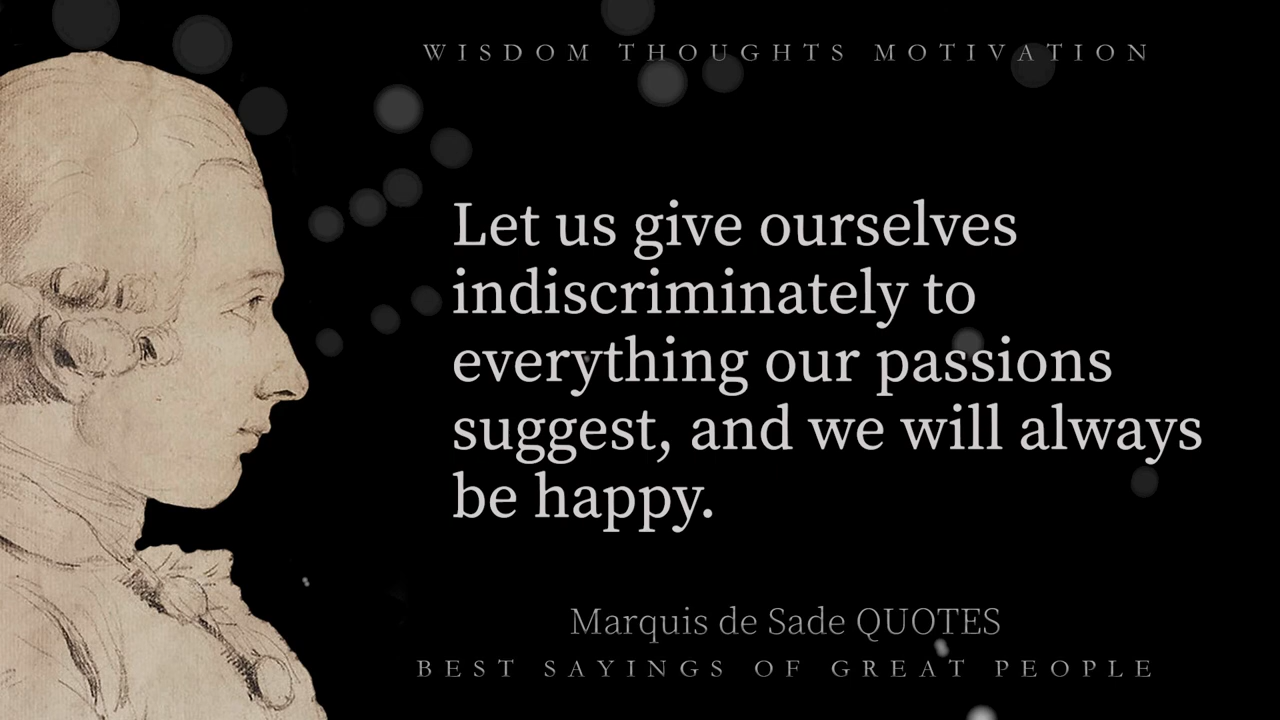 WISDOM THOUGHTS MOTIVATION
Let us give ourselves
indiscriminately to
everything our passions
suggest, and we will always
be happy.
Marquis de Sade QUOTES
BEST SAYINGS OF GREAT PEOPLE